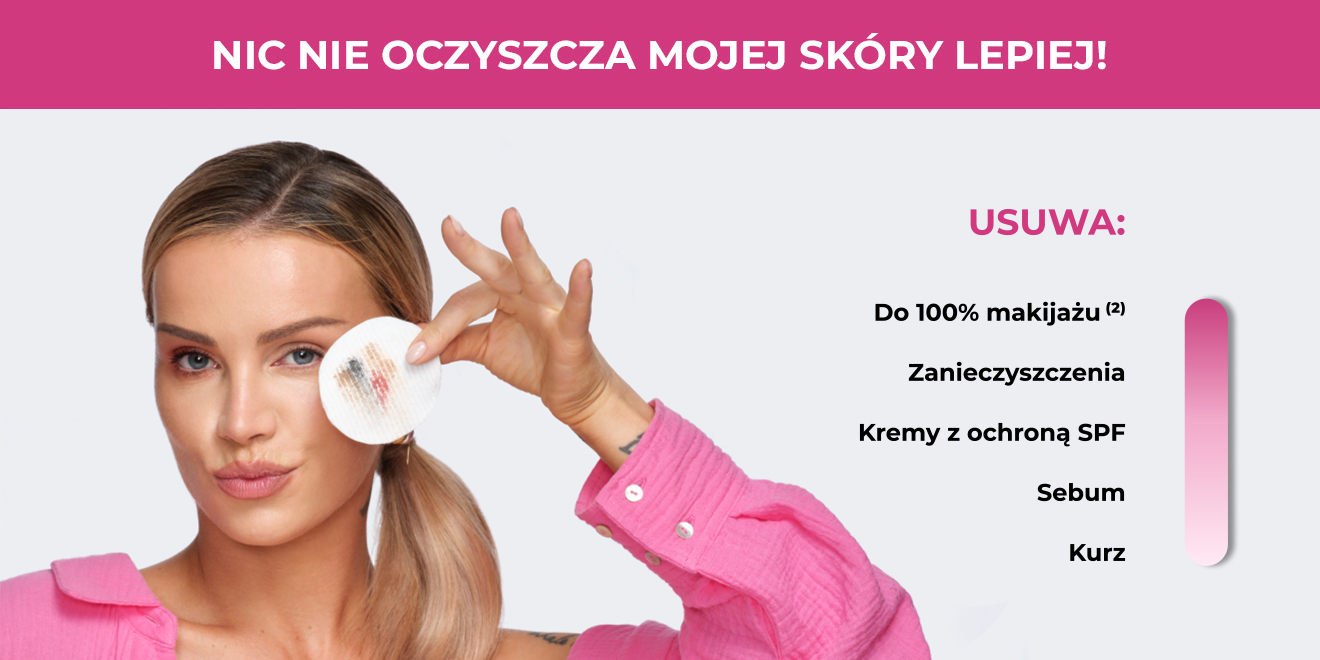 NIC NIE OCZYSZCZA MOJEJ SKÓRY LEPIEJ!
USUWA:
Do 100% makijażu (2)
Zanieczyszczenia
Kremy z ochroną SPF
Sebum
Kurz